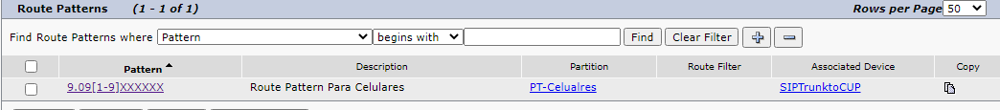 Route Patterns (1 - 1 of 1) Rows per Page 50
Find Route Patterns where Pattern begins with Find Clear Filter
Pattern Description Partition Route Filter Associated Device Copy
9.09[1-9]XXXXXX Route Pattern Para Celulares PT-Celualres SIPTrunktoCUP